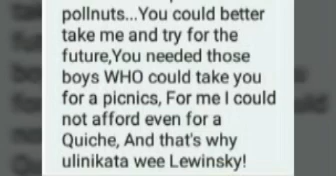 pollnuts...You could better
take me and try for the
future,You needed those
boys WHO could take you
for a picnics, For me I could
not afford even for a
Quiche, And that's why
ulinikata wee Lewinsky!